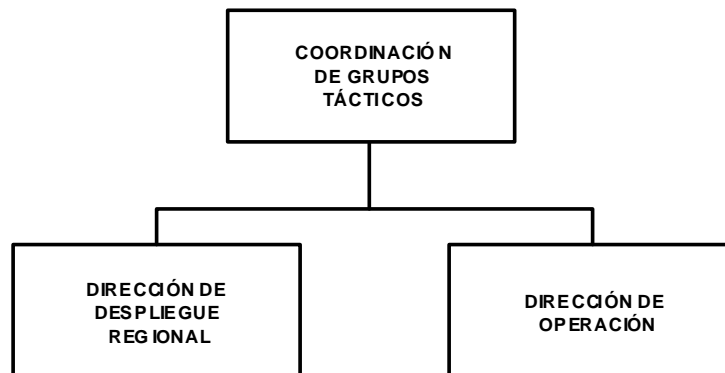 COORDINACIÓN
DE GRUPOS
TÁCTICOS
DIRECCIÓN DE
DESPLIEGUE
REGIONAL
DIRECCIÓN DE
OPERACIÓN